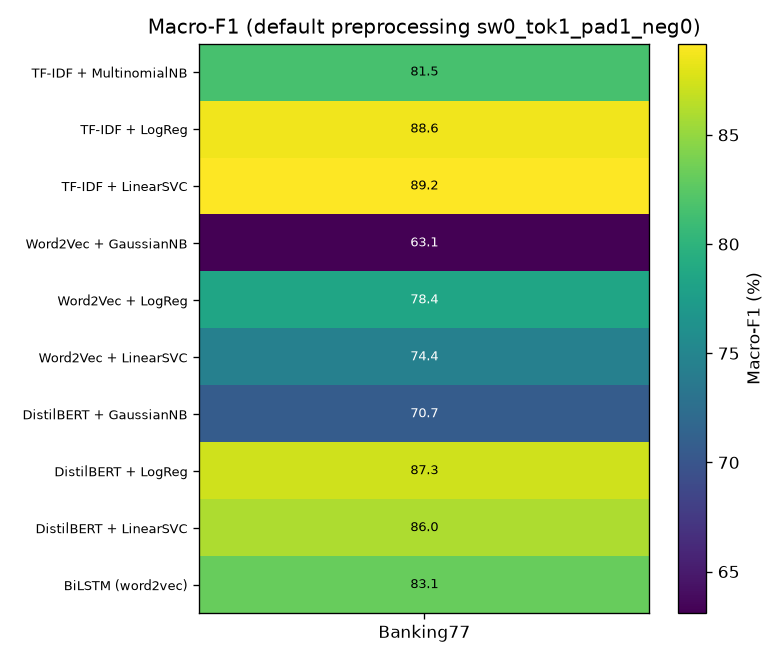 Macro-F1 (default preprocessing sw0_tok1_pad1_neg0)
TF-IDF + MultinomialNB 81.5
TF-IDF + LogReg 88.6
TF-IDF + LinearSVC 89.2
Word2Vec + GaussianNB 63.1
Word2Vec + LogReg 78.4
Word2Vec + LinearSVC 74.4
DistilBERT + GaussianNB 70.7
DistilBERT + LogReg 87.3
DistilBERT + LinearSVC 86.0
BiLSTM (word2vec) 83.1
Banking77
85
80
75
70
65
Macro-F1 (%)